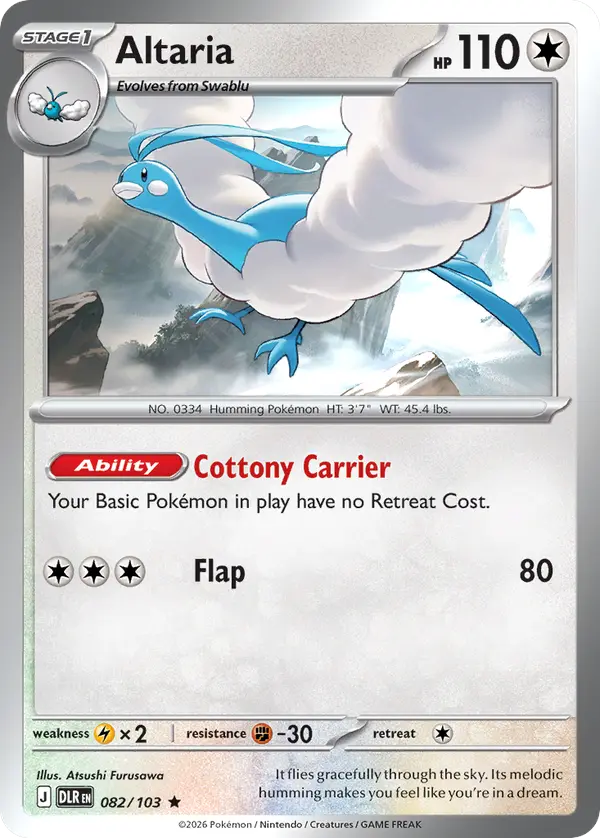 STAGE1
Altaria
HP 110
Evolves from Swablu
NO. 0334 Humming Pokémon HT: 3'7" WT: 45.4 lbs.
Ability Cottony Carrier
Your Basic Pokémon in play have no Retreat Cost.
Flap 80
weakness ×2 resistance -30 retreat
Illus. Atsushi Furusawa
It flies gracefully through the sky. Its melodic
humming makes you feel like you're in a dream.
J DLR EN 082/103 ★
©2026 Pokémon / Nintendo / Creatures / GAME FREAK